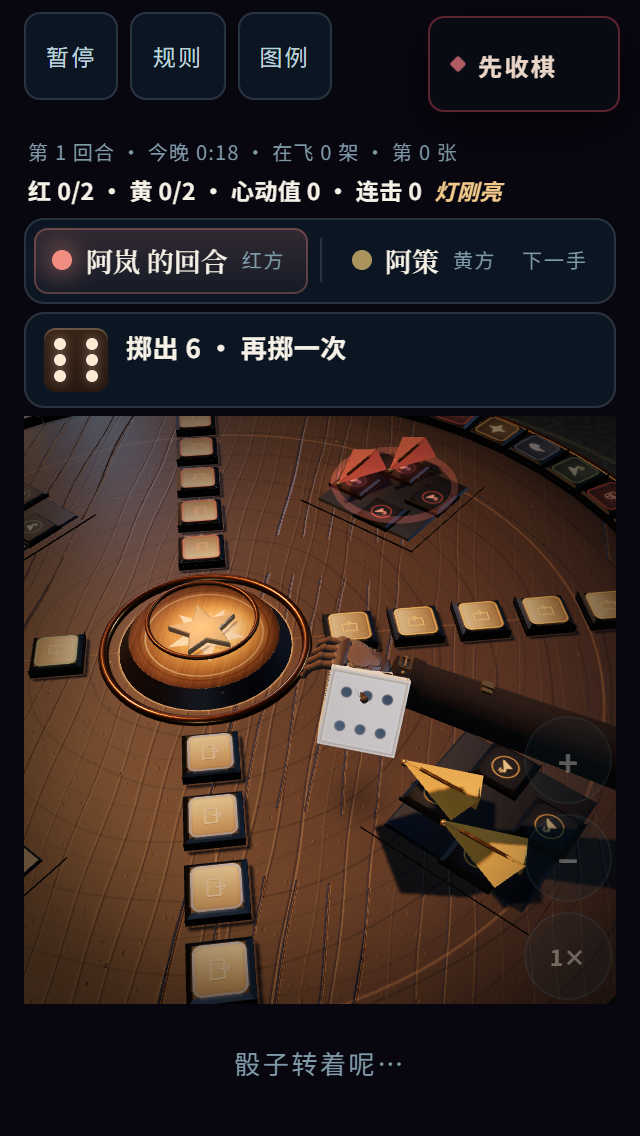 暂停 规则 图例
先收棋
第 1 回合 · 今晚 0:18 · 在飞 0 架 · 第 0 张
红 0/2 · 黄 0/2 · 心动值 0 · 连击 0 灯刚亮
阿岚 的回合 红方 阿策 黄方 下一手
掷出 6 · 再掷一次
+
−
1×
骰子转着呢…